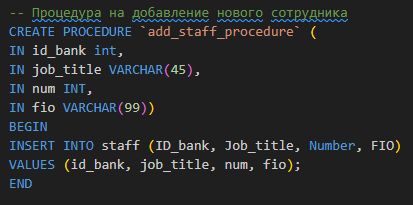 -- Процедура на добавление нового сотрудника
CREATE PROCEDURE `add_staff_procedure` (
IN id_bank int,
IN job_title VARCHAR(45),
IN num INT,
IN fio VARCHAR(99))
BEGIN
INSERT INTO staff (ID_bank, Job_title, Number, FIO)
VALUES (id_bank, job_title, num, fio);
END